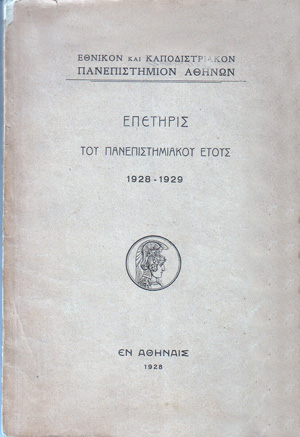 ΕΘΝΙΚΟΝ ΚΑΙ ΚΑΠΟΔΙΣΤΡΙΑΚΟΝ
ΠΑΝΕΠΙΣΤΗΜΙΟΝ ΑΘΗΝΩΝ
ΕΠΕΤΗΡΙΣ
ΤΟΥ ΠΑΝΕΠΙΣΤΗΜΙΑΚΟΥ ΕΤΟΥΣ
1928 - 1929
ΕΝ ΑΘΗΝΑΙΣ
1928